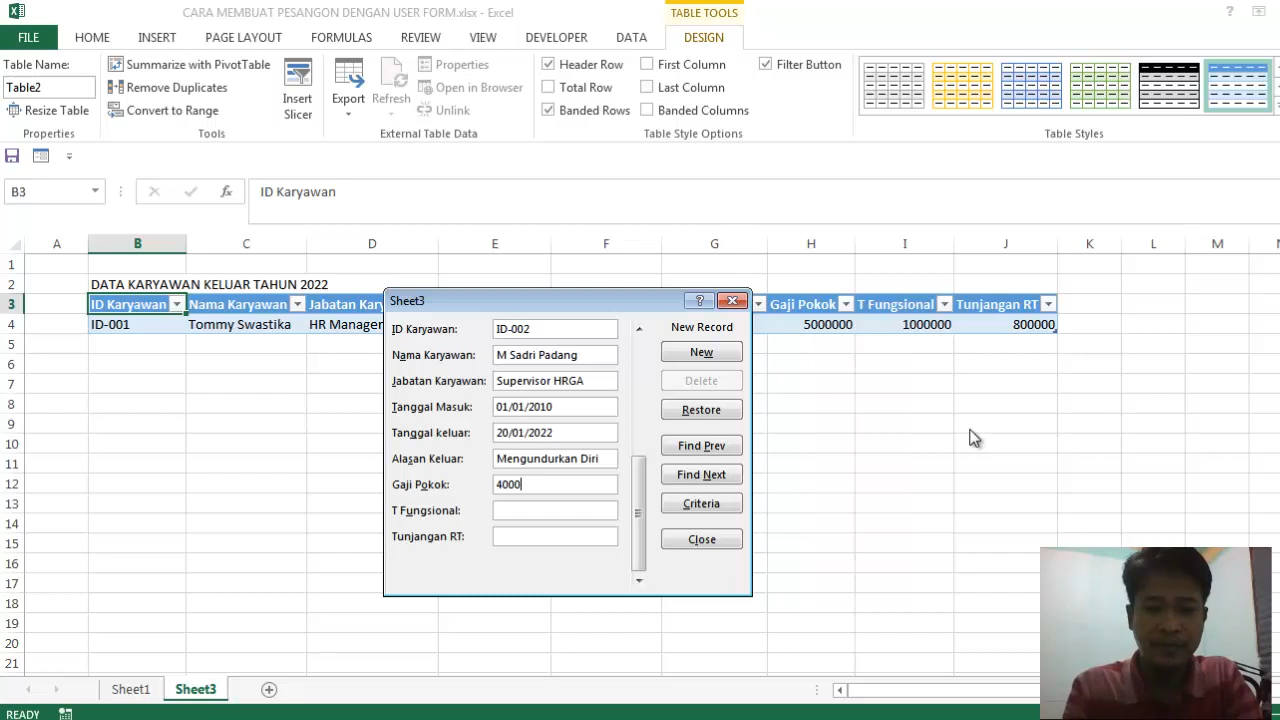 CARA MEMBUAT PESANGON DENGAN USER FORM.xlsx - Excel
TABLE TOOLS
FILE HOME INSERT PAGE LAYOUT FORMULAS REVIEW VIEW DEVELOPER DATA DESIGN
Table Name:
Table2
Resize Table
Properties
Summarize with PivotTable
Remove Duplicates
Convert to Range
Insert Slicer
Tools
Export
Refresh
Properties
Open in Browser
Unlink
External Table Data
Header Row
Total Row
Banded Rows
First Column
Last Column
Banded Columns
Filter Button
Table Style Options
Table Styles
B3
fx
ID Karyawan
A B C D E F G H I J K L M
1
2 DATA KARYAWAN KELUAR TAHUN 2022
3 ID Karyawan Nama Karyawan Jabatan Kar Gaji Pokok T Fungsional Tunjangan RT
4 ID-001 Tommy Swastika HR Manager 5000000 1000000 800000
5
6
7
8
9
10
11
12
13
14
15
16
17
18
19
20
21
Sheet3
?
ID Karyawan: ID-002
Nama Karyawan: M Sadri Padang
Jabatan Karyawan: Supervisor HRGA
Tanggal Masuk: 01/01/2010
Tanggal keluar: 20/01/2022
Alasan Keluar: Mengundurkan Diri
Gaji Pokok: 4000
T Fungsional:
Tunjangan RT:
New Record
New
Delete
Restore
Find Prev
Find Next
Criteria
Close
Sheet1 Sheet3
READY